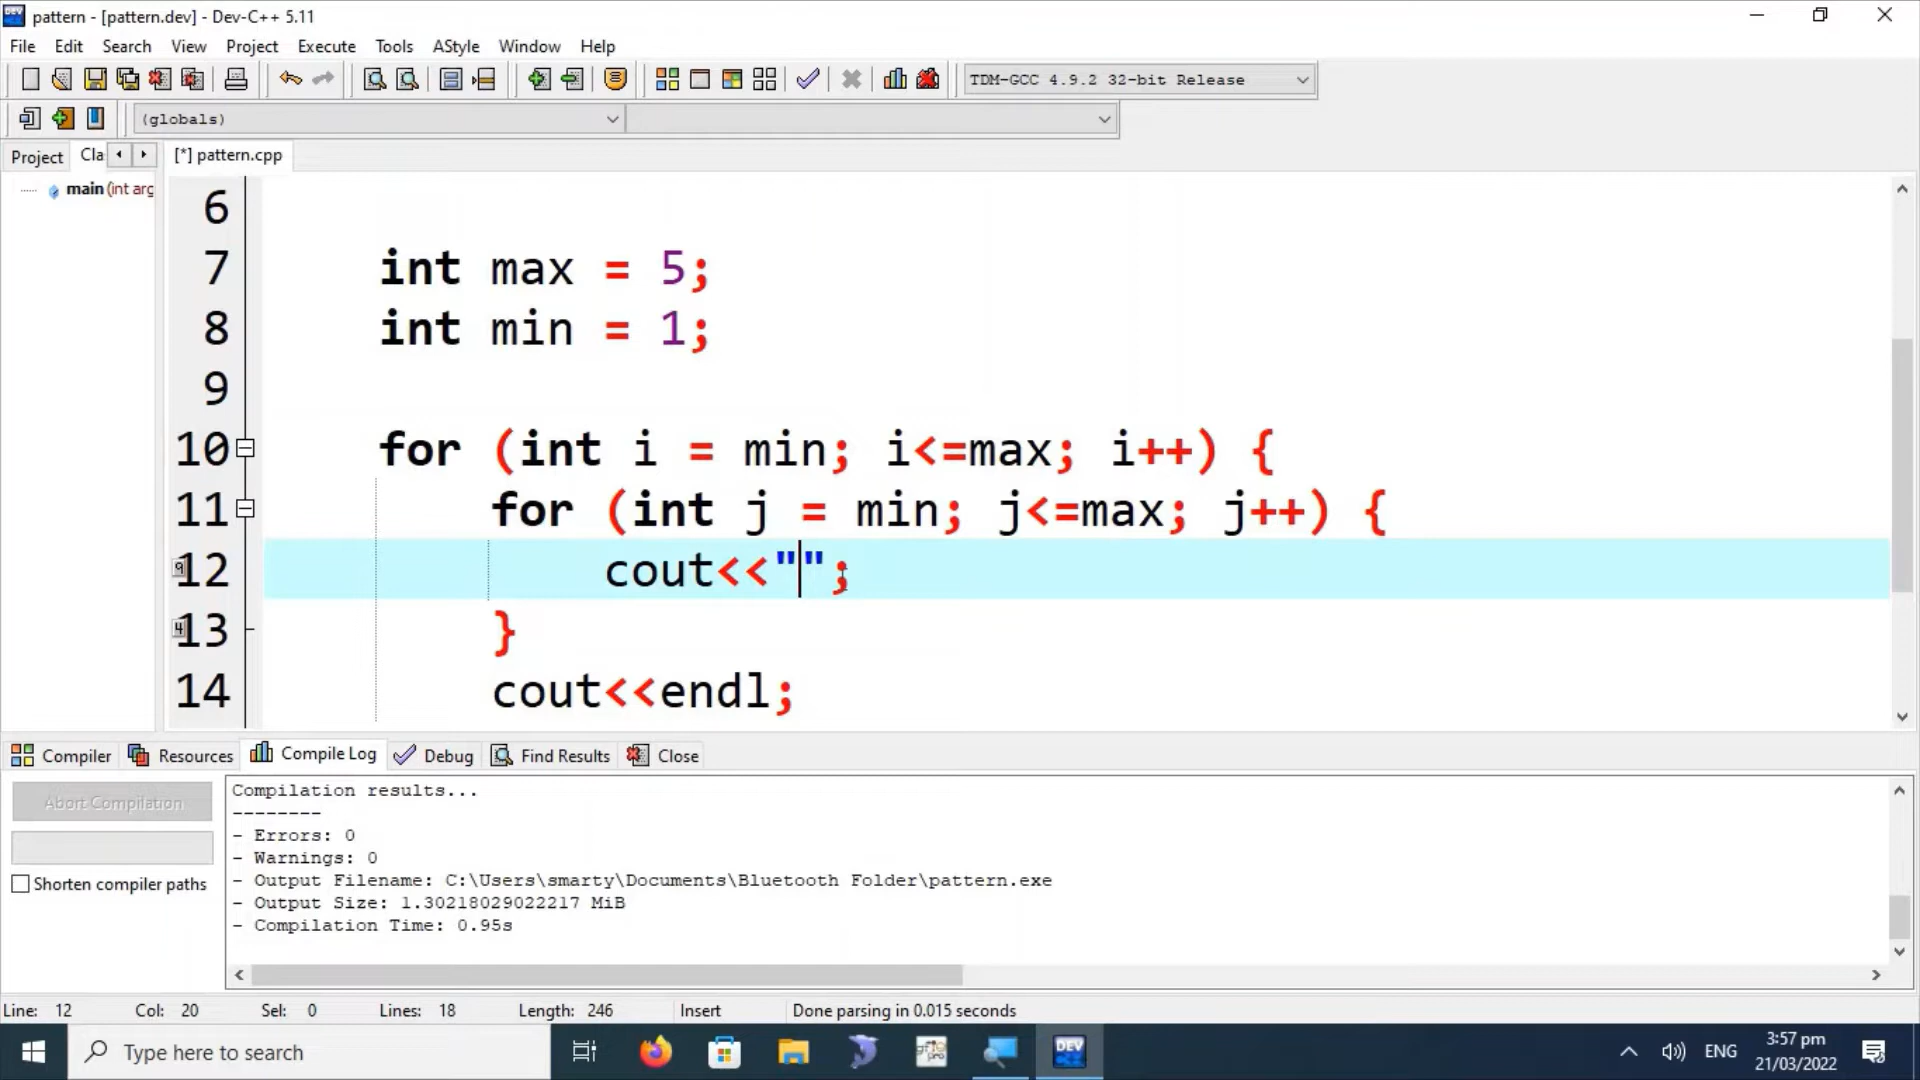 pattern - [pattern.dev] - Dev-C++ 5.11
File Edit Search View Project Execute Tools AStyle Window Help
TDM-GCC 4.9.2 32-bit Release
(globals)
Project Cla [*] pattern.cpp
main (int arg
6
7 int max = 5;
8 int min = 1;
9
10 for (int i = min; i<=max; i++) {
11 for (int j = min; j<=max; j++) {
12 cout<<"";
13 }
14 cout<<endl;
Compiler Resources Compile Log Debug Find Results Close
Abort Compilation
Shorten compiler paths
Compilation results...
--------
- Errors: 0
- Warnings: 0
- Output Filename: C:\Users\smarty\Documents\Bluetooth Folder\pattern.exe
- Output Size: 1.30218029022217 MiB
- Compilation Time: 0.95s
Line: 12 Col: 20 Sel: 0 Lines: 18 Length: 246 Insert Done parsing in 0.015 seconds
Type here to search
DEV
ENG
3:57 pm
21/03/2022